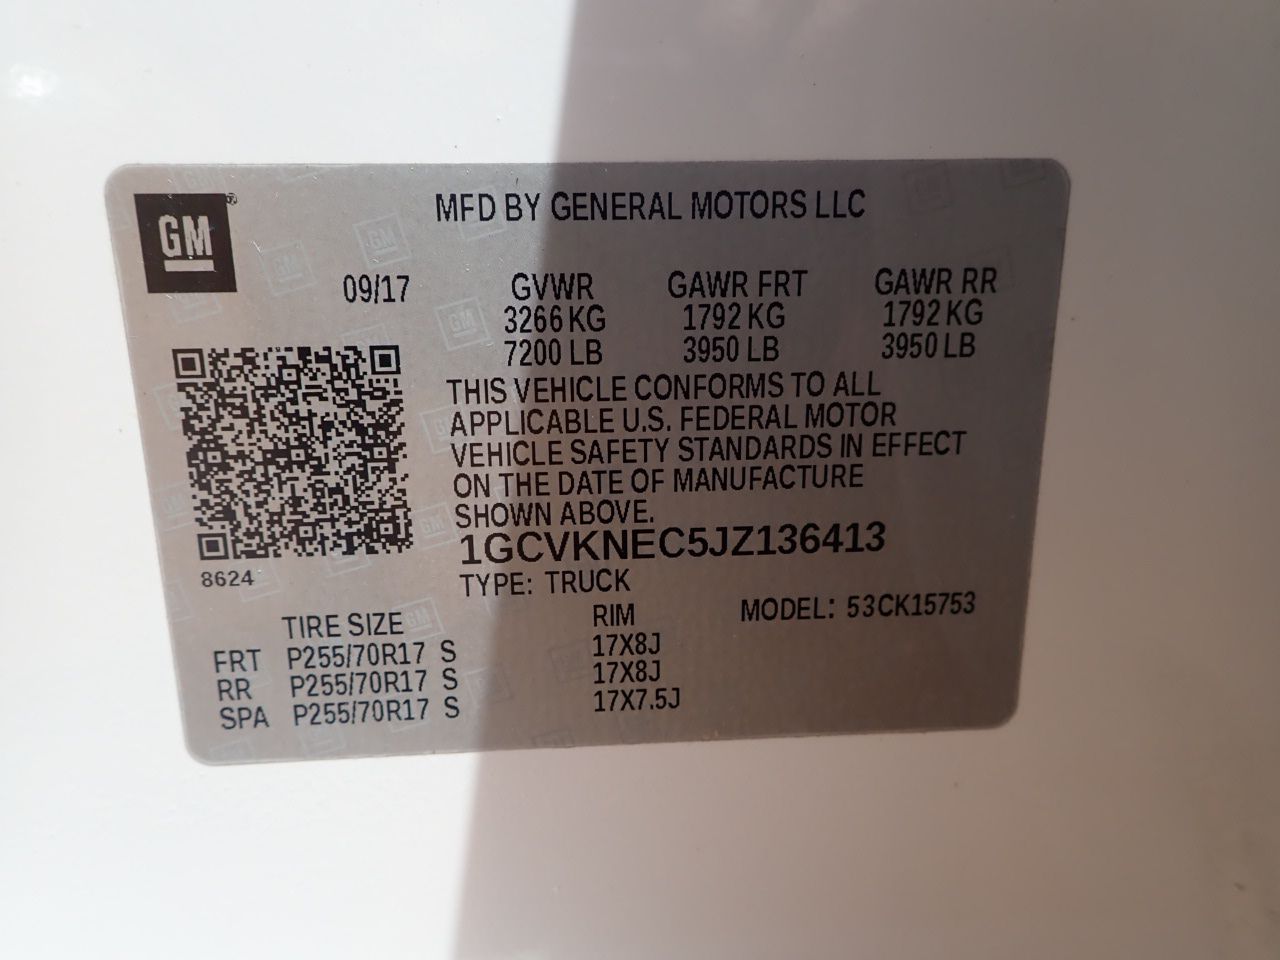 GM
MFD BY GENERAL MOTORS LLC
09/17
GVWR GAWR FRT GAWR RR
3266 KG 1792 KG 1792 KG
7200 LB 3950 LB 3950 LB
THIS VEHICLE CONFORMS TO ALL
APPLICABLE U.S. FEDERAL MOTOR
VEHICLE SAFETY STANDARDS IN EFFECT
ON THE DATE OF MANUFACTURE
SHOWN ABOVE.
1GCVKNEC5JZ136413
8624
TYPE: TRUCK
MODEL: 53CK15753
TIRE SIZE RIM
FRT P255/70R17 S 17X8J
RR P255/70R17 S 17X8J
SPA P255/70R17 S 17X7.5J